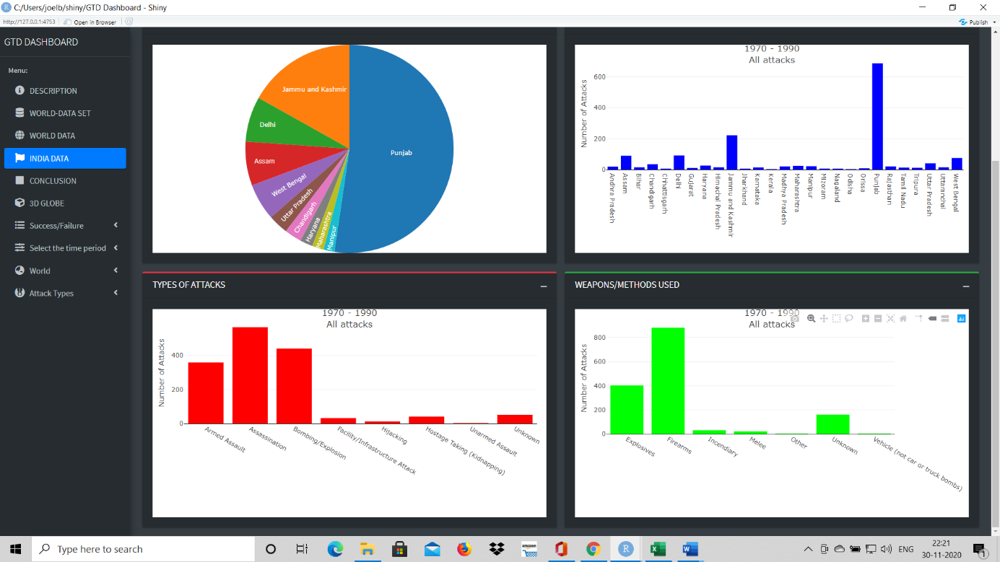 C:/Users/joelb/shiny/GTD Dashboard - Shiny
http://127.0.0.1:4753
Open in Browser
Publish
GTD DASHBOARD
Menu:
DESCRIPTION
WORLD-DATA SET
WORLD DATA
INDIA DATA
CONCLUSION
3D GLOBE
Success/Failure
Select the time period
World
Attack Types
Jammu and Kashmir
Delhi
Assam
West Bengal
Uttar Pradesh
Chandigarh
Haryana
Maharashtra
Manipur
Punjab
1970 - 1990
All attacks
Number of Attacks
600
400
200
0
Andhra Pradesh
Assam
Bihar
Chandigarh
Chhattisgarh
Delhi
Gujarat
Haryana
Himachal Pradesh
Jammu and Kashmir
Jharkhand
Karnataka
Kerala
Madhya Pradesh
Maharashtra
Manipur
Mizoram
Nagaland
Odisha
Orissa
Punjab
Rajasthan
Tamil Nadu
Tripura
Uttar Pradesh
Uttaranchal
West Bengal
TYPES OF ATTACKS
1970 - 1990
All attacks
Number of Attacks
400
200
0
Armed Assault
Assassination
Bombing/Explosion
Facility/Infrastructure Attack
Hijacking
Hostage Taking (Kidnapping)
Unarmed Assault
Unknown
WEAPONS/METHODS USED
1970 - 1990
All attacks
Number of Attacks
800
600
400
200
0
Explosives
Firearms
Incendiary
Melee
Other
Unknown
Vehicle (not car or truck bombs)
Type here to search
amazon
ENG
22:21
30-11-2020
1